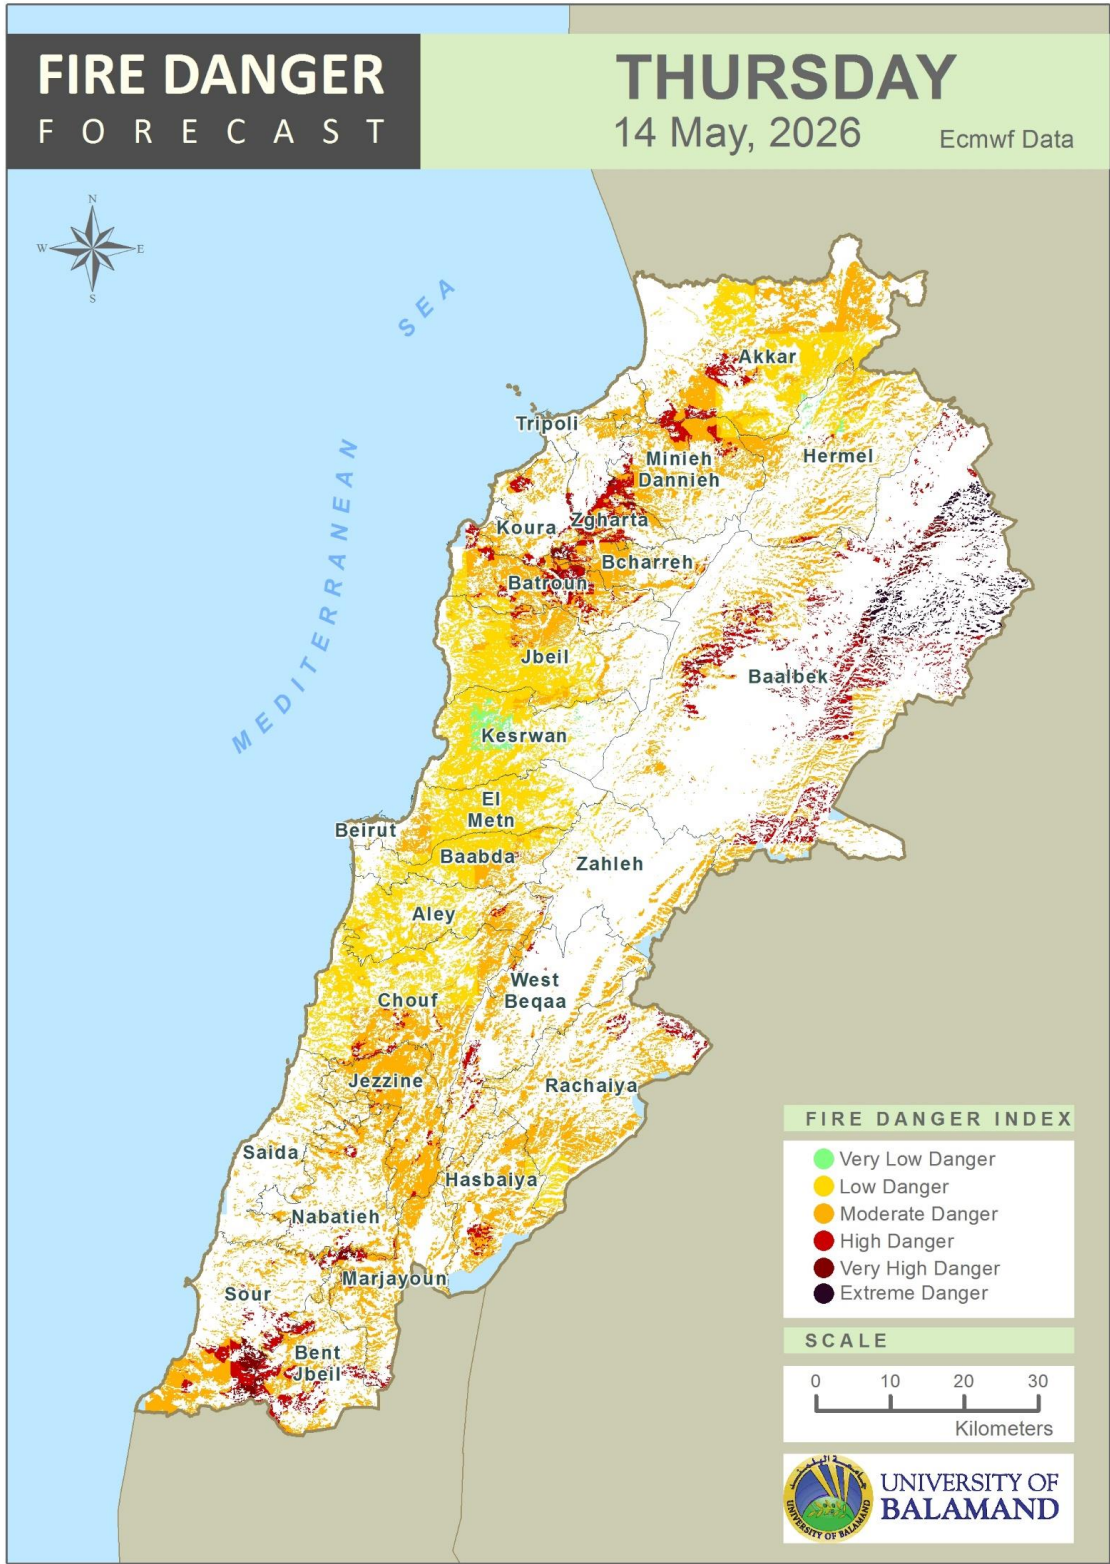 FIRE DANGER
FORECAST
THURSDAY
14 May, 2026
Ecmwf Data
N
W
E
S
MEDITERRANEAN SEA
Akkar
Tripoli
Minieh
Dannieh
Hermel
Koura
Zgharta
Bcharreh
Batroun
Jbeil
Baalbek
Kesrwan
El
Metn
Beirut
Baabda
Zahleh
Aley
West
Beqaa
Chouf
Jezzine
Rachaiya
Saida
Hasbaiya
Nabatieh
Marjayoun
Sour
Bent
Jbeil
FIRE DANGER INDEX
Very Low Danger
Low Danger
Moderate Danger
High Danger
Very High Danger
Extreme Danger
SCALE
0 10 20 30
Kilometers
UNIVERSITY OF BALAMAND
UNIVERSITY OF
BALAMAND